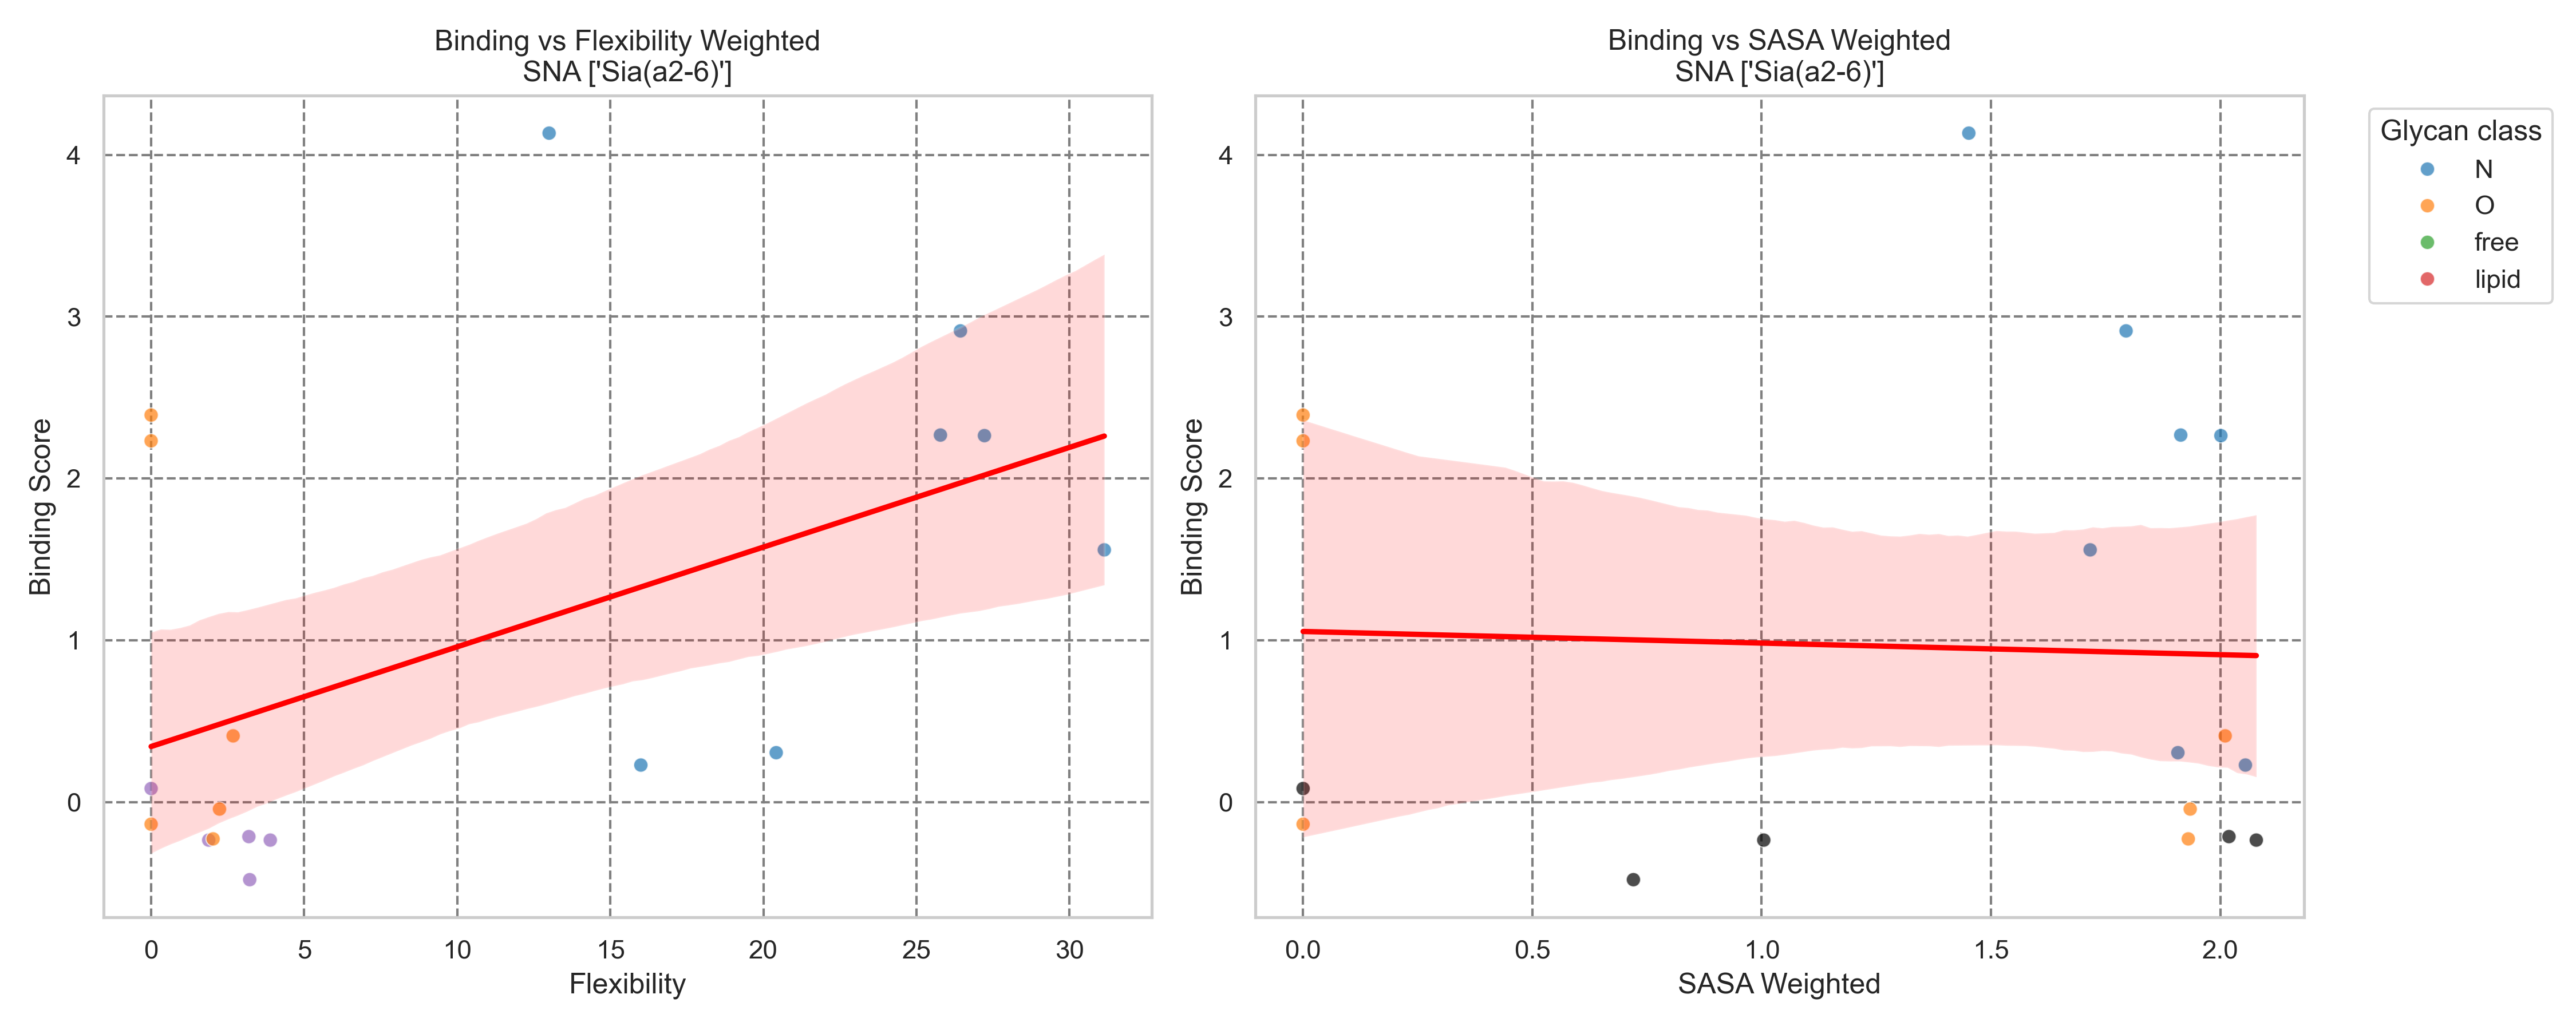 Binding vs Flexibility Weighted
SNA ['Sia(a2-6)']
Binding Score
4
3
2
1
0
0
5
10
15
20
25
30
Flexibility
Binding vs SASA Weighted
SNA ['Sia(a2-6)']
Binding Score
4
3
2
1
0
0.0
0.5
1.0
1.5
2.0
SASA Weighted
Glycan class
N
O
free
lipid